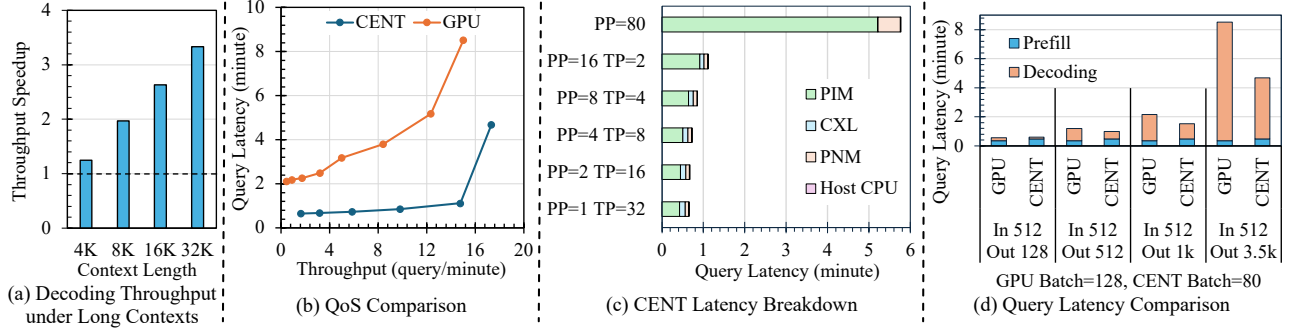 Throughput Speedup
4
3
2
1
0
4K 8K 16K 32K
Context Length
(a) Decoding Throughput
under Long Contexts
CENT GPU
Query Latency (minute)
10
8
6
4
2
0
0 4 8 12 16 20
Throughput (query/minute)
(b) QoS Comparison
PP=80
PP=16 TP=2
PP=8 TP=4
PP=4 TP=8
PP=2 TP=16
PP=1 TP=32
PIM
CXL
PNM
Host CPU
0 1 2 3 4 5 6
Query Latency (minute)
(c) CENT Latency Breakdown
Query Latency (minute)
8
6
4
2
0
Prefill
Decoding
GPU CENT GPU CENT GPU CENT GPU CENT
In 512 In 512 In 512 In 512
Out 128 Out 512 Out 1k Out 3.5k
GPU Batch=128, CENT Batch=80
(d) Query Latency Comparison